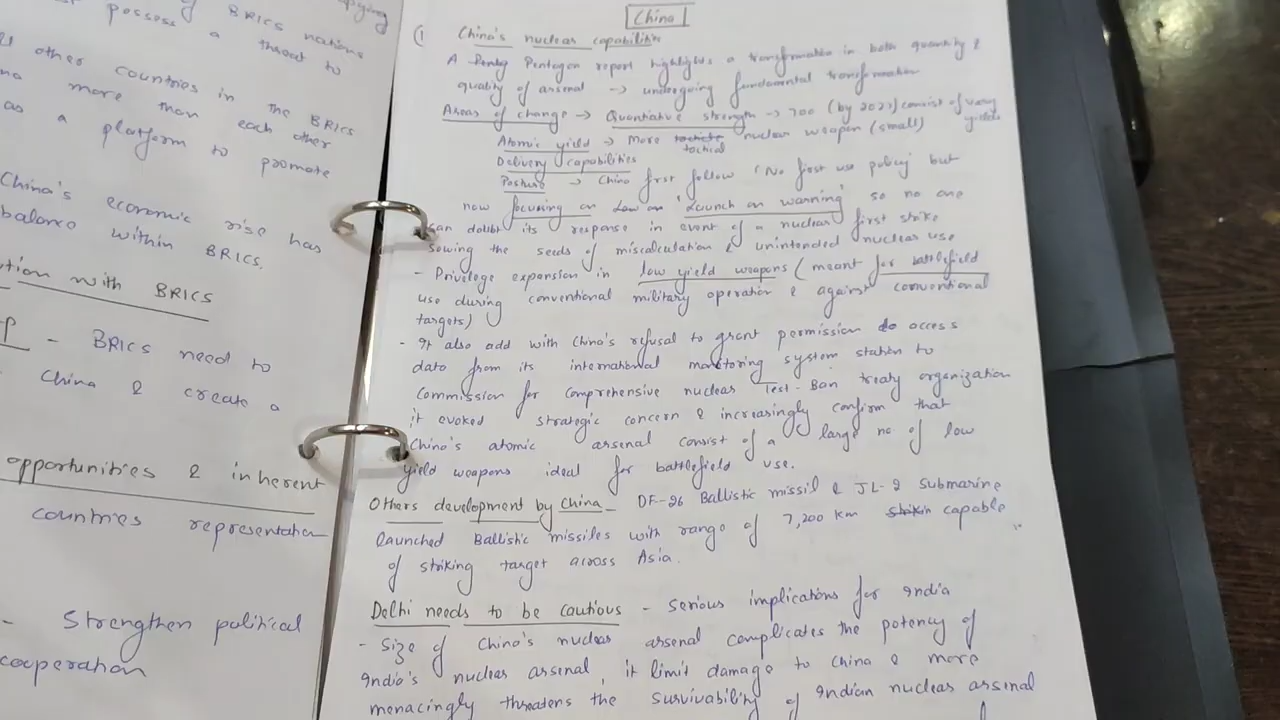 possess a threat to
BRICS nations
other countries in the BRICS
more than each other
as a platform to promote
China's economic rise has
balance within BRICS.
with BRICS
- BRICS need to
China & create a
opportunities & inherent
countries representation
- Strengthen political
cooperation
China
① China's nuclear capabilities
A Pentagon report highlights a transformation in both quantity &
quality of arsenal → undergoing fundamental transformation
Areas of change → Quantative strength → 700 (by 2027) consist of very
yields
Atomic yield → More nuclear weapon (small)
tochial
Delivery capabilities
Posture → China frst follow 'No first use policy' but
now focusing on Low on 'Launch on warning' so no one
can doubt its response in event of a nuclear first strike
sowing the seeds of miscalculation & unintended nuclear use
- Privilege expansion in low yield weapons (meant for battlefield
use during conventional military operation & against conventional
targets)
- It also add with China's refusal to grant permission to access
data from its international monitoring system station to
Commission for Comprehensive nuclear Test-Ban treaty organization
it evoked strategic concern & increasingly confirm that
China's atomic arsenal consist of a large no of low
yield weapons ideal for battlefield use.
Others development by China - DF-26 Ballistic missil & JL-2 submarine
launched Ballistic missiles with range of 7,200 km capable
of striking target across Asia.
Delhi needs to be cautious - serious implications for India
- Size of China's nuclear arsenal complicates the potency of
India's nuclear arsenal, it limit damage to China & more
menacingly threatens the survivability of Indian nuclear arsenal